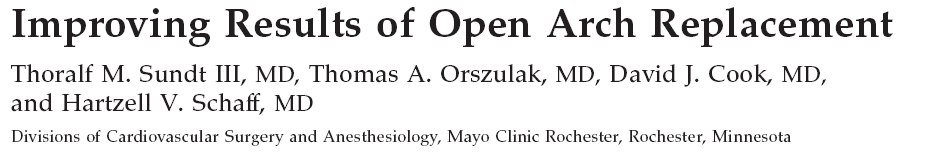 Improving Results of Open Arch Replacement
Thoralf M. Sundt III, MD, Thomas A. Orszulak, MD, David J. Cook, MD,
and Hartzell V. Schaff, MD
Divisions of Cardiovascular Surgery and Anesthesiology, Mayo Clinic Rochester, Rochester, Minnesota